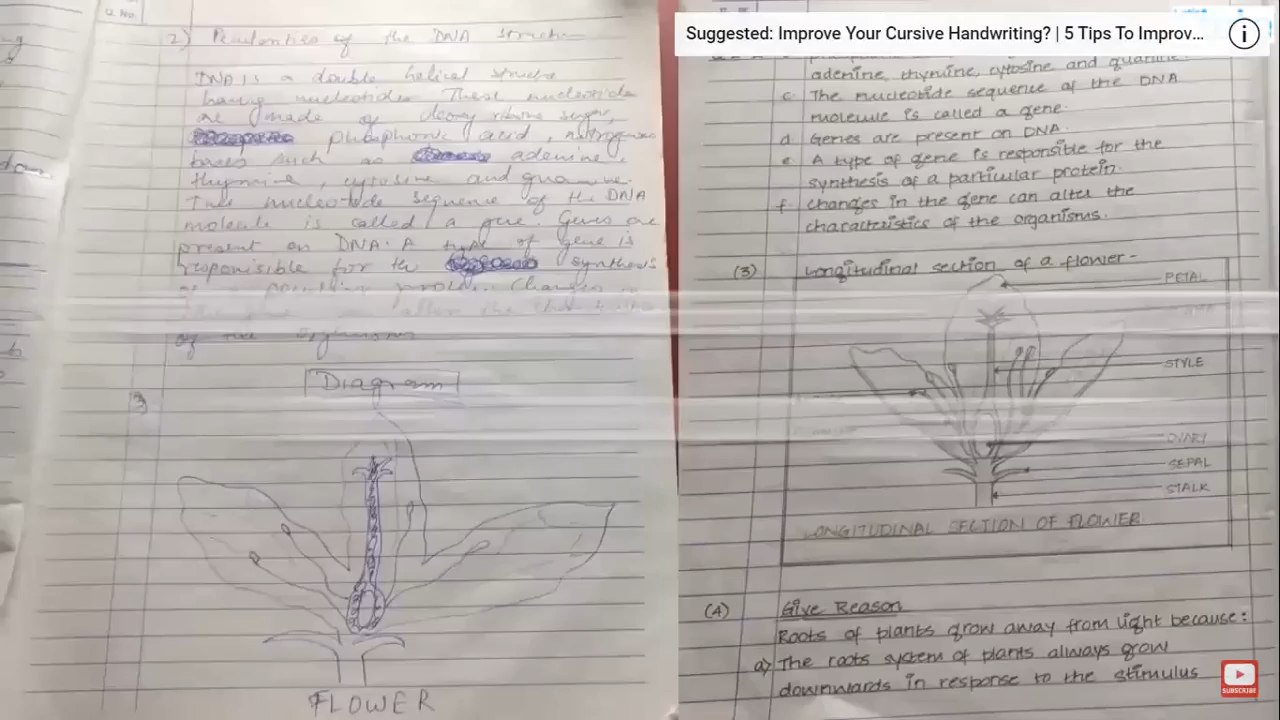 Q. No.
2) Peculiarities of the DNA structure
DNA is a double helical structure
having nucleotides. These nucleotides
are made of deoxy ribose sugar,
phosphoric acid, nitrogenous
bases such as adenine,
thymine, cytosine and guanine.
The nucleotide sequence of the DNA
molecule is called a gene. Genes are
present on DNA. A type of gene is
responsible for the synthesis
of a protein. Changes in
alter the
of the
3
Diagram
FLOWER
Suggested: Improve Your Cursive Handwriting? | 5 Tips To Improv...
adenine, thymine, cytosine and guanine.
c. The nucleotide sequence of the DNA
molecule is called a gene.
d. Genes are present on DNA.
e. A type of gene is responsible for the
synthesis of a particular protein.
f. Changes in the gene can alter the
characteristics of the organisms.
(3) Longitudinal section of a flower-
PETAL
STYLE
OVARY
SEPAL
STALK
LONGITUDINAL SECTION OF FLOWER
(4) Give Reason
Roots of plants grow away from light because:
a) The roots system of plants always grow
downwards in response to the stimulus
SUBSCRIBE